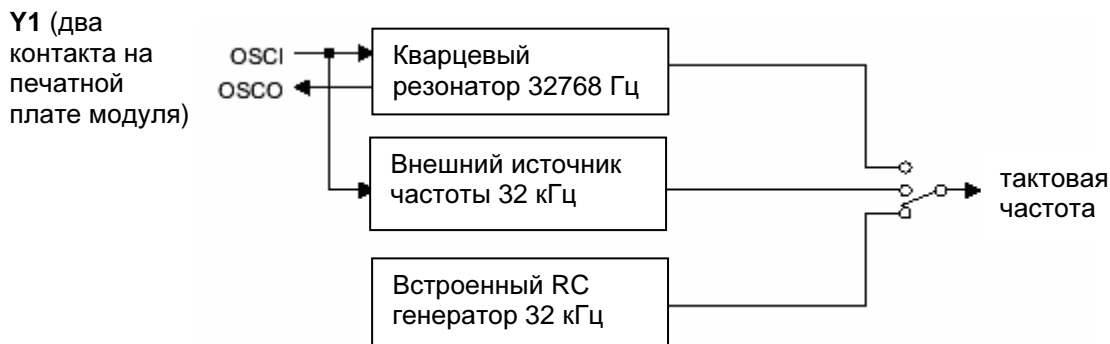 Y1 (два
контакта на
печатной
плате модуля)
OSCI
OSCO
Кварцевый
резонатор 32768 Гц
Внешний источник
частоты 32 кГц
Встроенный RC
генератор 32 кГц
тактовая
частота